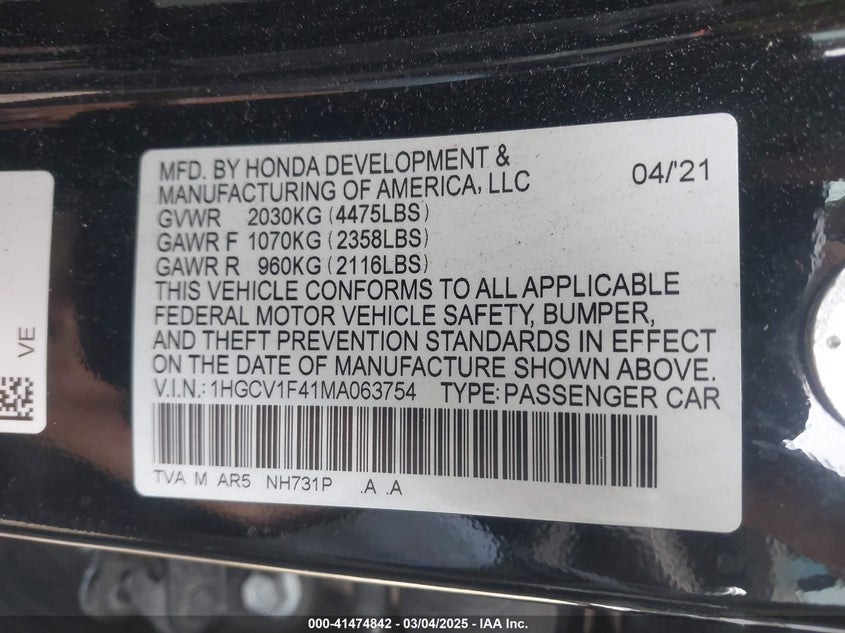 MFD. BY HONDA DEVELOPMENT &
MANUFACTURING OF AMERICA, LLC
04/'21
GVWR 2030KG (4475LBS)
GAWR F 1070KG (2358LBS)
GAWR R 960KG (2116LBS)
THIS VEHICLE CONFORMS TO ALL APPLICABLE
FEDERAL MOTOR VEHICLE SAFETY, BUMPER,
AND THEFT PREVENTION STANDARDS IN EFFECT
ON THE DATE OF MANUFACTURE SHOWN ABOVE.
V.I.N.: 1HGCV1F41MA063754 TYPE: PASSENGER CAR
TVA M AR5 NH731P .A .A
VE
000-41474842 - 03/04/2025 - IAA Inc.